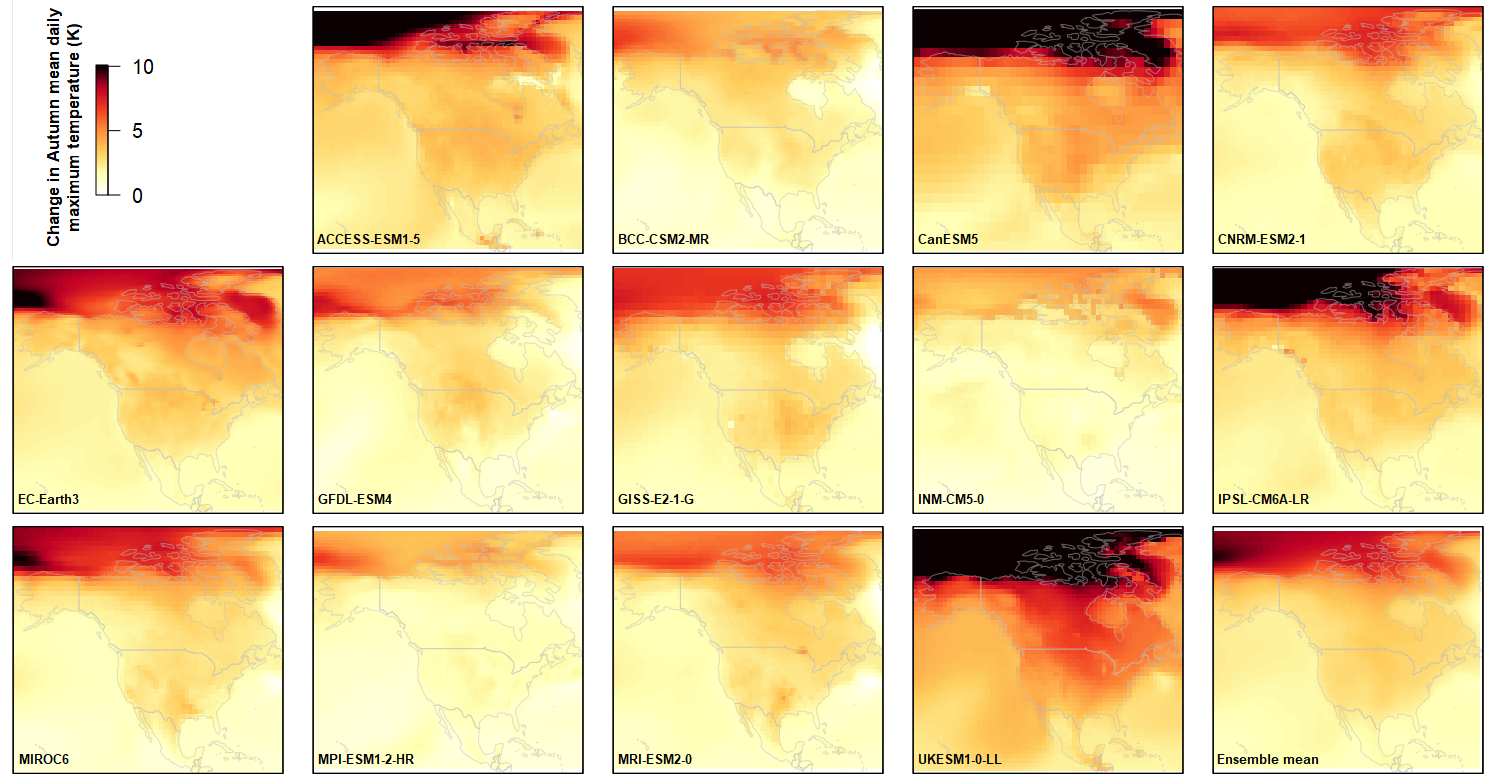 Change in Autumn mean daily
maximum temperature (K)
10
5
0
ACCESS-ESM1-5
BCC-CSM2-MR
CanESM5
CNRM-ESM2-1
EC-Earth3
GFDL-ESM4
GISS-E2-1-G
INM-CM5-0
IPSL-CM6A-LR
MIROC6
MPI-ESM1-2-HR
MRI-ESM2-0
UKESM1-0-LL
Ensemble mean